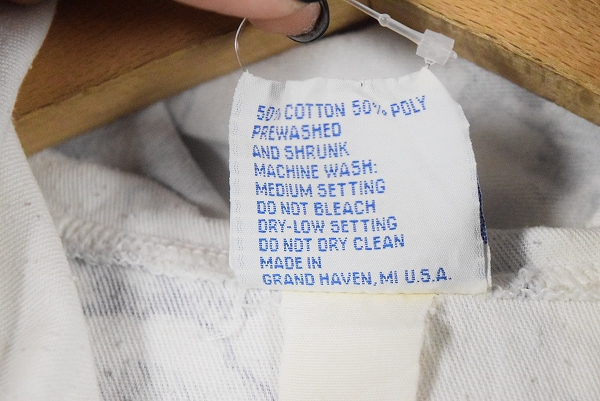 50% COTTON 50% POLY
PREWASHED
AND SHRUNK
MACHINE WASH:
MEDIUM SETTING
DO NOT BLEACH
DRY-LOW SETTING
DO NOT DRY CLEAN
MADE IN
GRAND HAVEN, MI U.S.A.